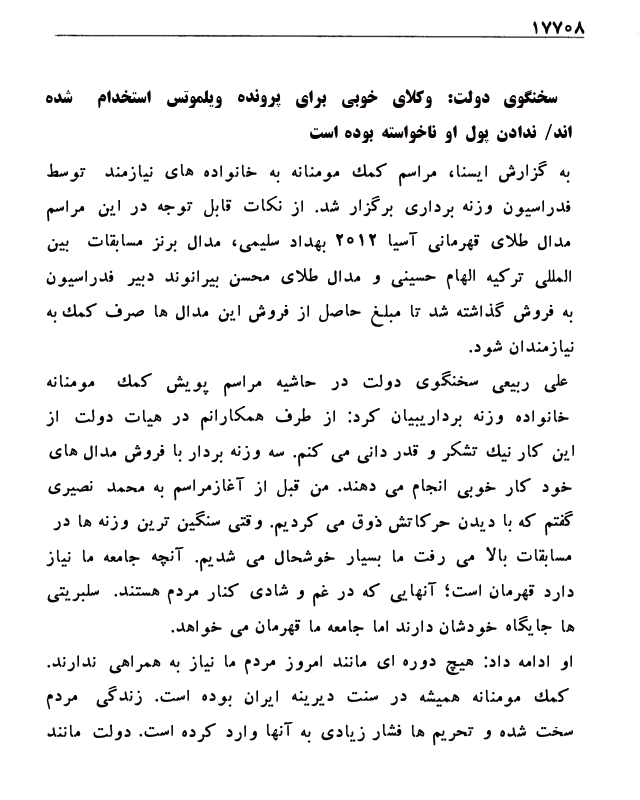 ۱۷۷۰۸
سخنگوی دولت: وکلای خوبی برای پرونده ویلموتس استخدام شده
اند/ ندادن پول او ناخواسته بوده است
به گزارش ایسنا، مراسم کمک مومنانه به خانواده های نیازمند توسط
فدراسیون وزنه برداری برگزار شد. از نکات قابل توجه در این مراسم
مدال طلای قهرمانی آسیا ۲۰۱۲ بهداد سلیمی، مدال برنز مسابقات بین
المللی ترکیه الهام حسینی و مدال طلای محسن بیرانوند دبیر فدراسیون
به فروش گذاشته شد تا مبلغ حاصل از فروش این مدال ها صرف کمک به
نیازمندان شود.
علی ربیعی سخنگوی دولت در حاشیه مراسم پویش کمک مومنانه
خانواده وزنه برداریبیان کرد: از طرف همکارانم در هیات دولت از
این کار نیک تشکر و قدر دانی می کنم. سه وزنه بردار با فروش مدال های
خود کار خوبی انجام می دهند. من قبل از آغازمراسم به محمد نصیری
گفتم که با دیدن حرکاتش ذوق می کردیم. وقتی سنگین ترین وزنه ها در
مسابقات بالا می رفت ما بسیار خوشحال می شدیم. آنچه جامعه ما نیاز
دارد قهرمان است؛ آنهایی که در غم و شادی کنار مردم هستند. سلبریتی
ها جایگاه خودشان دارند اما جامعه ما قهرمان می خواهد.
او ادامه داد: هیچ دوره ای مانند امروز مردم ما نیاز به همراهی ندارند.
کمک مومنانه همیشه در سنت دیرینه ایران بوده است. زندگی مردم
سخت شده و تحریم ها فشار زیادی به آنها وارد کرده است. دولت مانند